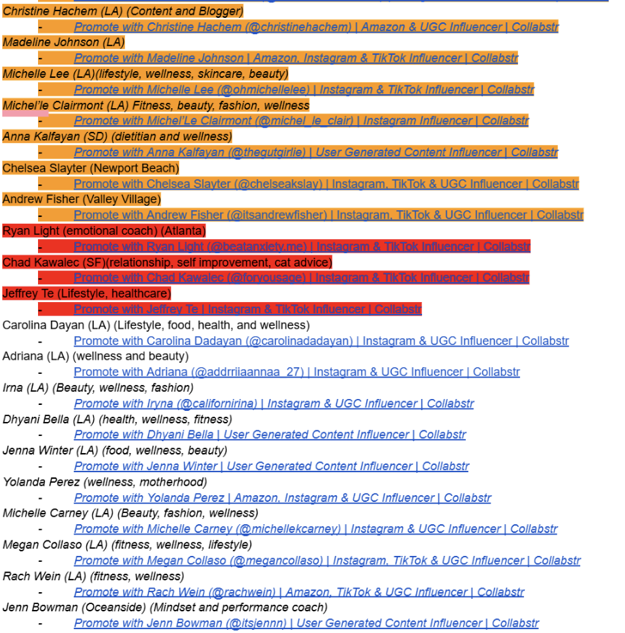 Christine Hachem (LA) (Content and Blogger)
- Promote with Christine Hachem (@christinehachem) | Amazon & UGC Influencer | Collabstr
Madeline Johnson (LA)
- Promote with Madeline Johnson | Amazon, Instagram & TikTok Influencer | Collabstr
Michelle Lee (LA)(lifestyle, wellness, skincare, beauty)
- Promote with Michelle Lee (@ohmichellelee) | Instagram & TikTok Influencer | Collabstr
Michel'le Clairmont (LA) Fitness, beauty, fashion, wellness
- Promote with Michel'Le Clairmont (@michel_le_clair) | Instagram Influencer | Collabstr
Anna Kalfayan (SD) (dietitian and wellness)
- Promote with Anna Kalfayan (@thegutgirlie) | User Generated Content Influencer | Collabstr
Chelsea Slayter (Newport Beach)
- Promote with Chelsea Slayter (@chelseakslay) | Instagram, TikTok & UGC Influencer | Collabstr
Andrew Fisher (Valley Village)
- Promote with Andrew Fisher (@itsandrewfisher) | Instagram, TikTok & UGC Influencer | Collabstr
Ryan Light (emotional coach) (Atlanta)
- Promote with Ryan Light (@beatanxiety.me) | Instagram & TikTok Influencer | Collabstr
Chad Kawalec (SF)(relationship, self improvement, cat advice)
- Promote with Chad Kawalec (@foryousage) | Instagram & TikTok Influencer | Collabstr
Jeffrey Te (Lifestyle, healthcare)
- Promote with Jeffrey Te | Instagram & TikTok Influencer | Collabstr
Carolina Dayan (LA) (Lifestyle, food, health, and wellness)
- Promote with Carolina Dadayan (@carolinadadayan) | Instagram & UGC Influencer | Collabstr
Adriana (LA) (wellness and beauty)
- Promote with Adriana (@addrriiaannaa_27) | Instagram & UGC Influencer | Collabstr
Irna (LA) (Beauty, wellness, fashion)
- Promote with Iryna (@californirina) | Instagram & UGC Influencer | Collabstr
Dhyani Bella (LA) (health, wellness, fitness)
- Promote with Dhyani Bella | User Generated Content Influencer | Collabstr
Jenna Winter (LA) (food, wellness, beauty)
- Promote with Jenna Winter | User Generated Content Influencer | Collabstr
Yolanda Perez (wellness, motherhood)
- Promote with Yolanda Perez | Amazon, Instagram & UGC Influencer | Collabstr
Michelle Carney (LA) (Beauty, fashion, wellness)
- Promote with Michelle Carney (@michellekcarney) | Instagram & UGC Influencer | Collabstr
Megan Collaso (LA) (fitness, wellness, lifestyle)
- Promote with Megan Collaso (@megancollaso) | Instagram, TikTok & UGC Influencer | Collabstr
Rach Wein (LA) (fitness, wellness)
- Promote with Rach Wein (@rachwein) | Amazon, TikTok & UGC Influencer | Collabstr
Jenn Bowman (Oceanside) (Mindset and performance coach)
- Promote with Jenn Bowman (@itsjennn) | User Generated Content Influencer | Collabstr